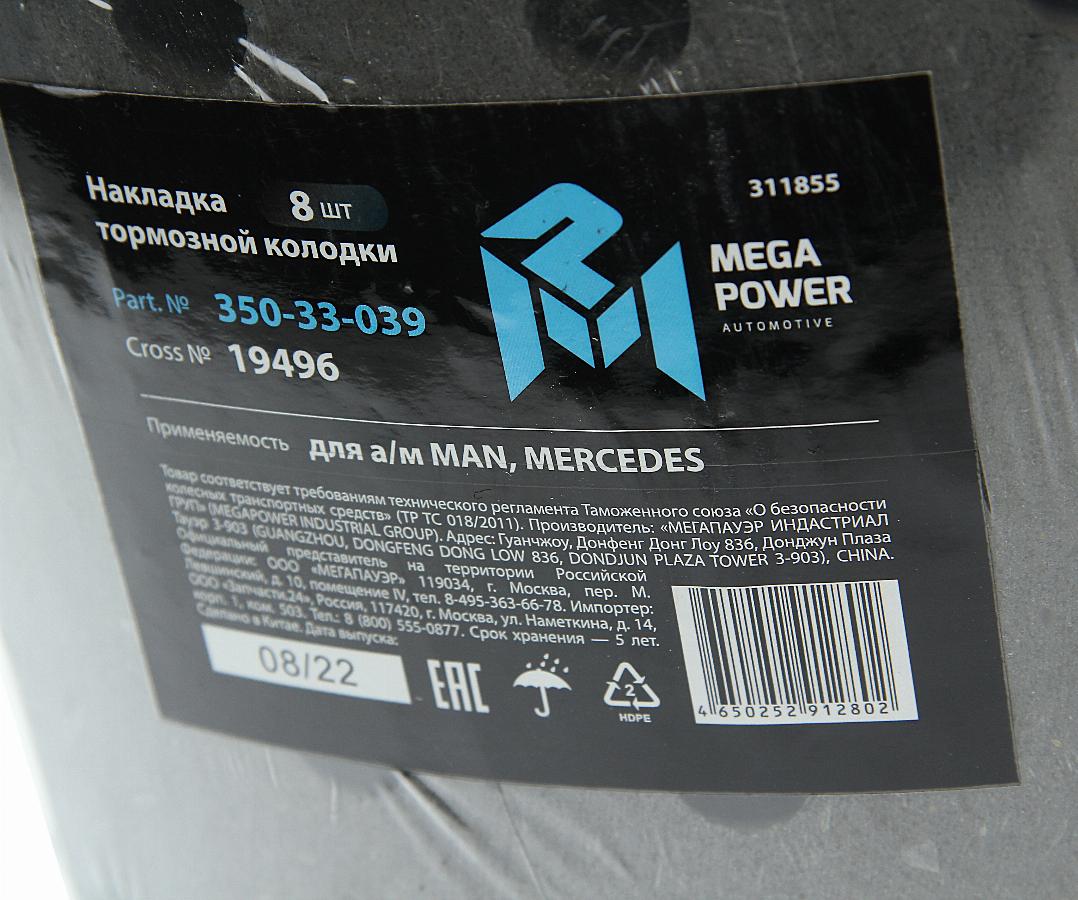 Накладка 8 шт
тормозной колодки
Part. № 350-33-039
Cross № 19496
311855
MEGA
POWER
AUTOMOTIVE
Применяемость для а/м MAN, MERCEDES
Товар соответствует требованиям технического регламента Таможенного союза «О безопасности
колесных транспортных средств» (ТР ТС 018/2011). Производитель: «МЕГАПАУЭР ИНДАСТРИАЛ
ГРУП» (MEGAPOWER INDUSTRIAL GROUP). Адрес: Гуанчжоу, Донфенг Донг Лоу 836, Донджун Плаза
Тауэр 3-903 (GUANGZHOU, DONGFENG DONG LOW 836, DONDJUN PLAZA TOWER 3-903), CHINA.
Официальный представитель на территории Российской
Федерации: ООО «МЕГАПАУЭР» 119034, г. Москва, пер. М.
Левшинский, д. 10, помещение IV, тел. 8-495-363-66-78. Импортер:
ООО «Запчасти.24», Россия, 117420, г. Москва, ул. Наметкина, д. 14,
корп. 1, ком. 503. Тел.: 8 (800) 555-0877. Срок хранения — 5 лет.
Сделано в Китае. Дата выпуска:
08/22
EAC
2
HDPE
4 650252 912802